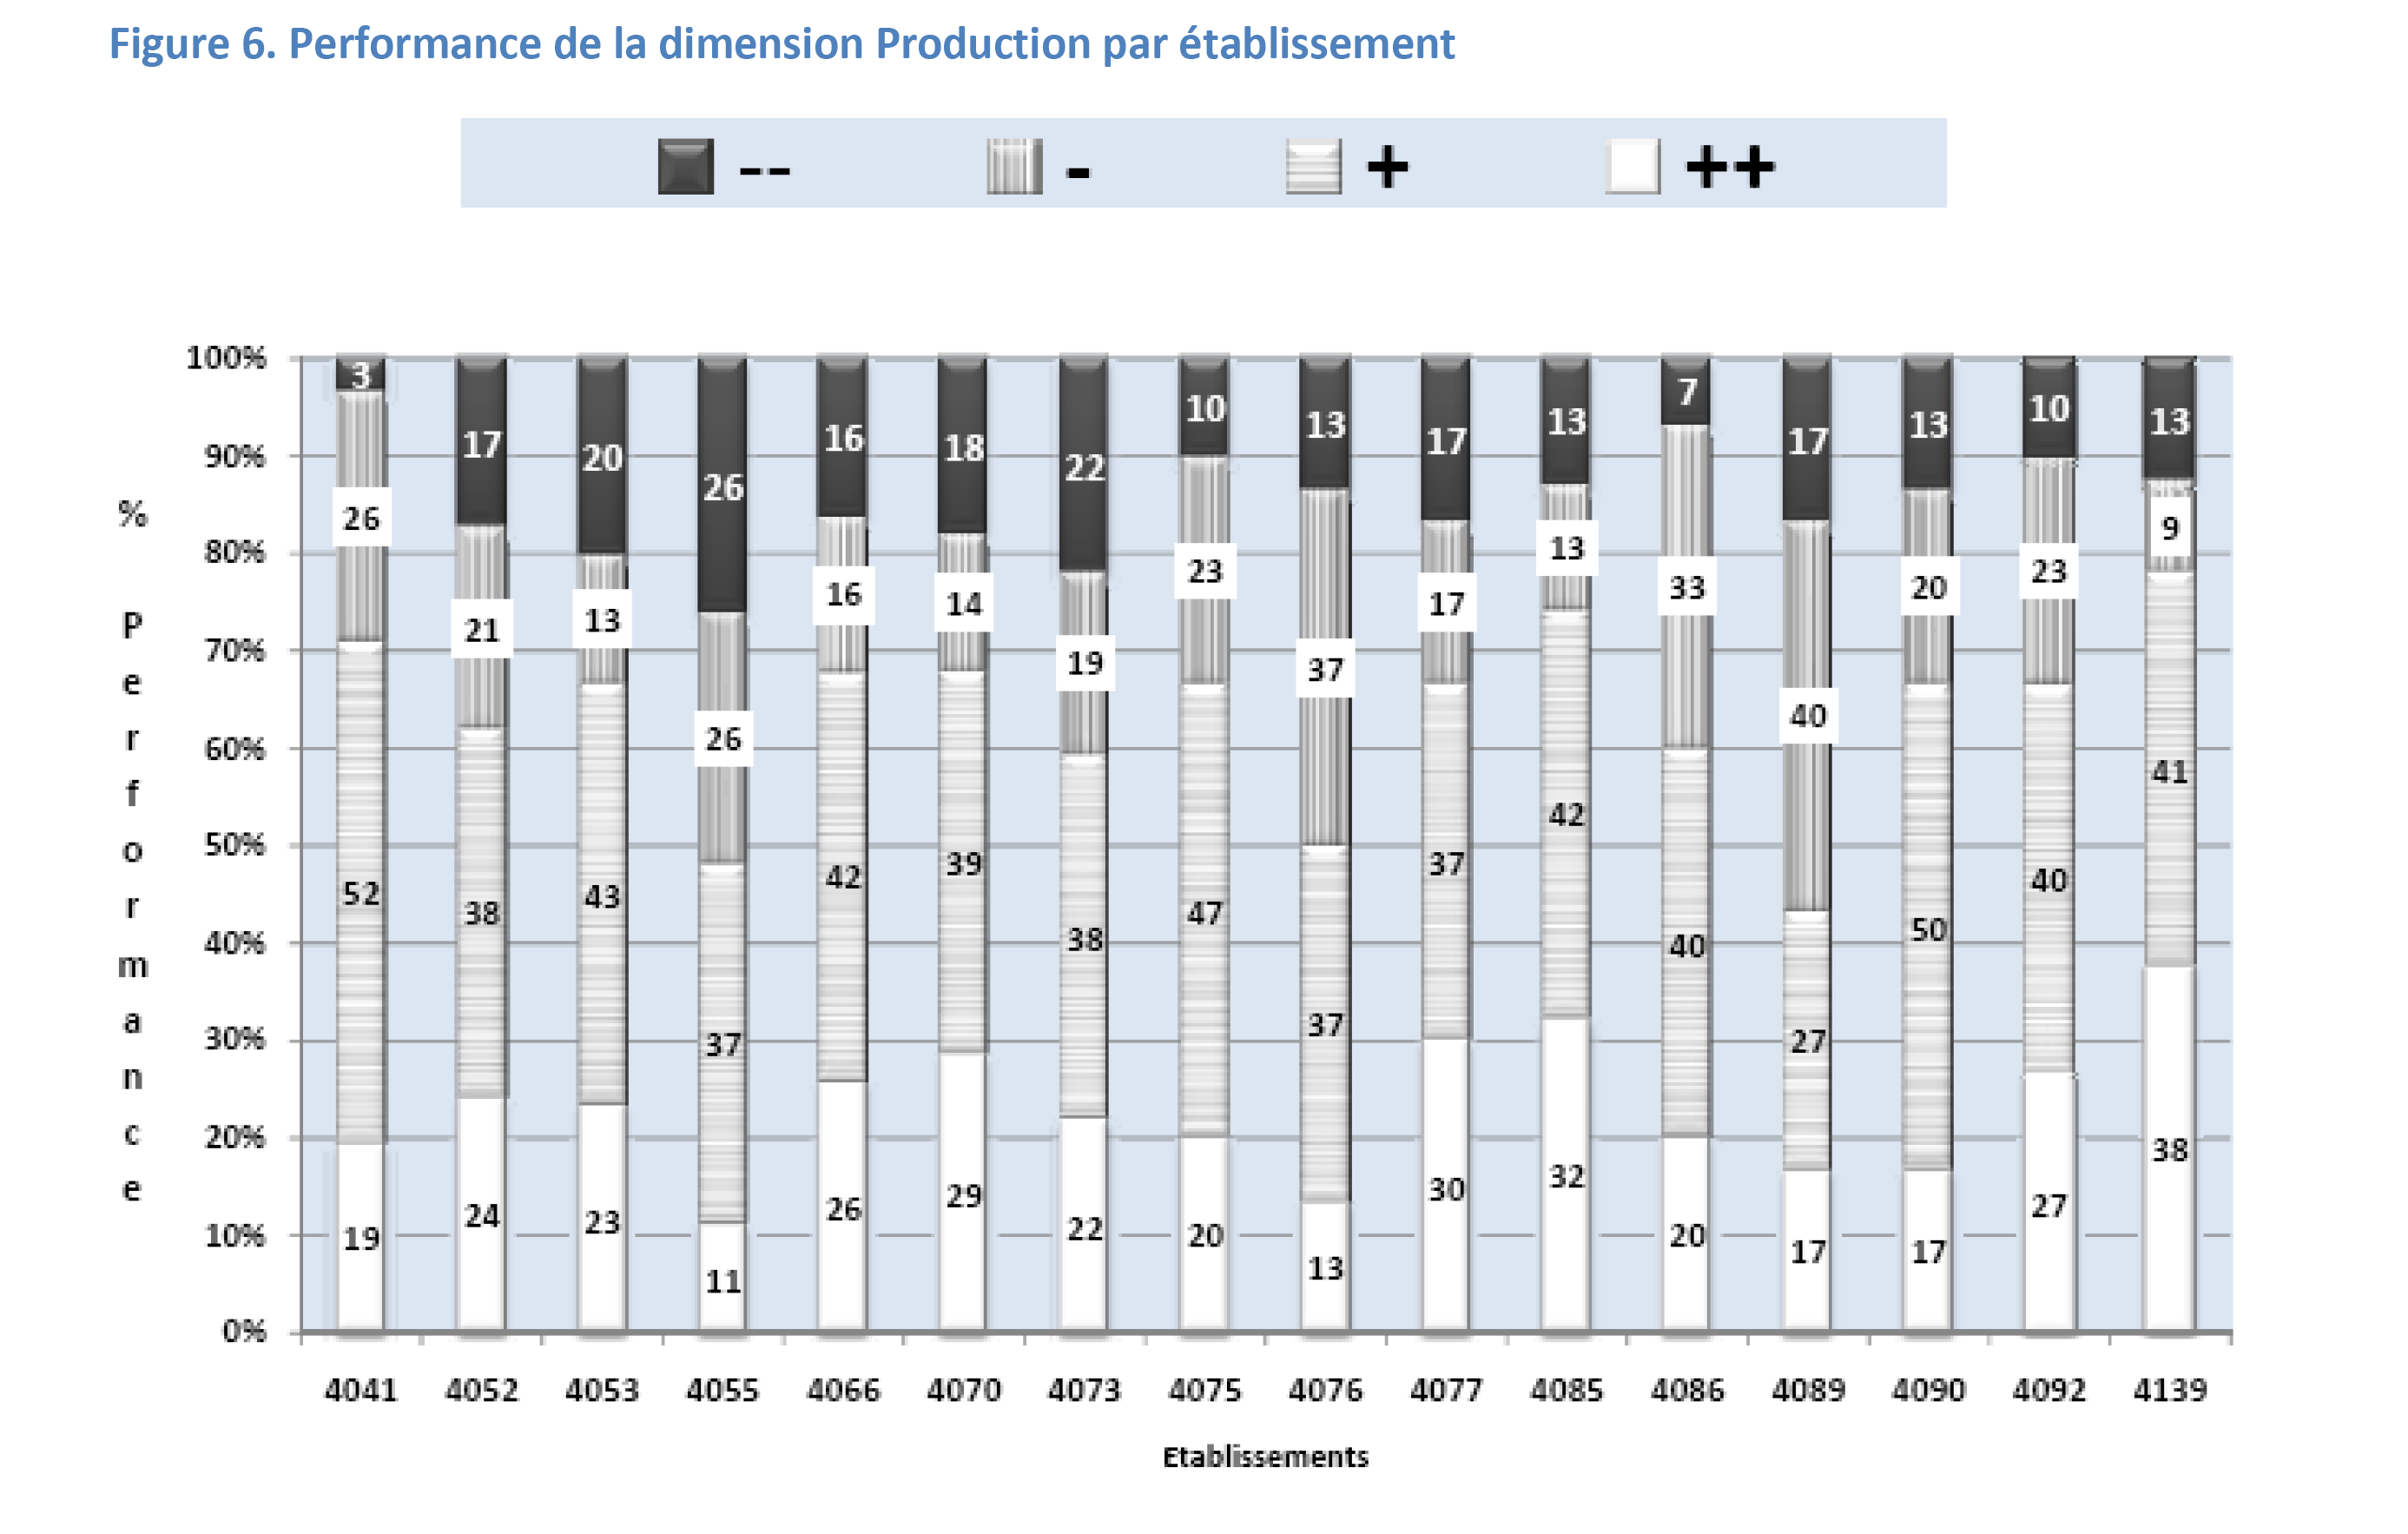 Figure 6. Performance de la dimension Production par établissement
-- - + ++
100%
90%
80%
70%
60%
50%
40%
30%
20%
10%
0%
% Performance
3 17 20 26 16 18 22 10 13 17 13 7 17 13 10 13
26 21 13 26 16 14 19 23 37 17 13 33 40 20 23 9
52 38 43 37 42 39 38 47 37 37 42 40 27 50 40 41
19 24 23 11 26 29 22 20 13 30 32 20 17 17 27 38
4041 4052 4053 4055 4066 4070 4073 4075 4076 4077 4085 4086 4089 4090 4092 4139
Etablissements